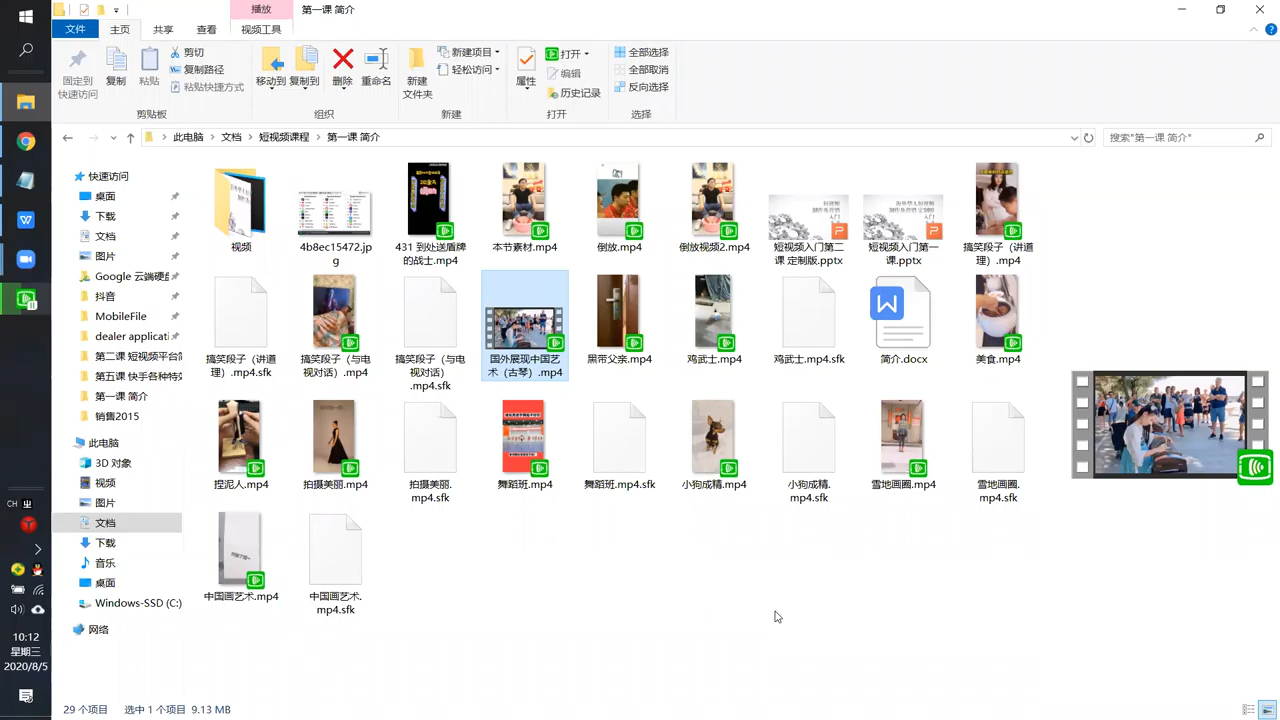 播放
第一课 简介
文件
主页
共享
查看
视频工具
固定到
快速访问
复制
粘贴
剪切
复制路径
粘贴快捷方式
剪贴板
移动到
复制到
删除
重命名
组织
新建
文件夹
新建项目
轻松访问
新建
属性
打开
编辑
历史记录
打开
全部选择
全部取消
反向选择
选择
此电脑
文档
短视频课程
第一课 简介
搜索"第一课 简介"
快速访问
桌面
下载
文档
图片
Google 云端硬盘
抖音
MobileFile
dealer applicati
第二课 短视频平台简
第五课 快手各种特效
第一课 简介
销售2015
此电脑
3D 对象
视频
图片
文档
下载
音乐
桌面
Windows-SSD (C:)
网络
视频
4b8ec15472.jp
g
431 到处送盾牌
的战士.mp4
本节素材.mp4
倒放.mp4
倒放视频2.mp4
短视频入门第二
课 定制版.pptx
短视频入门第一
课.pptx
搞笑段子（讲道
理）.mp4
搞笑段子（讲道
理）.mp4.sfk
搞笑段子（与电
视对话）.mp4
搞笑段子（与电
视对话）
.mp4.sfk
国外展现中国艺
术（古琴）.mp4
黑带父亲.mp4
鸡武士.mp4
鸡武士.mp4.sfk
简介.docx
美食.mp4
捏泥人.mp4
拍摄美丽.mp4
拍摄美丽.
mp4.sfk
舞蹈班.mp4
舞蹈班.mp4.sfk
小狗成精.mp4
小狗成精.
mp4.sfk
雪地画圈.mp4
雪地画圈.
mp4.sfk
中国画艺术.mp4
中国画艺术.
mp4.sfk
CH
10:12
星期三
2020/8/5
29 个项目
选中 1 个项目
9.13 MB